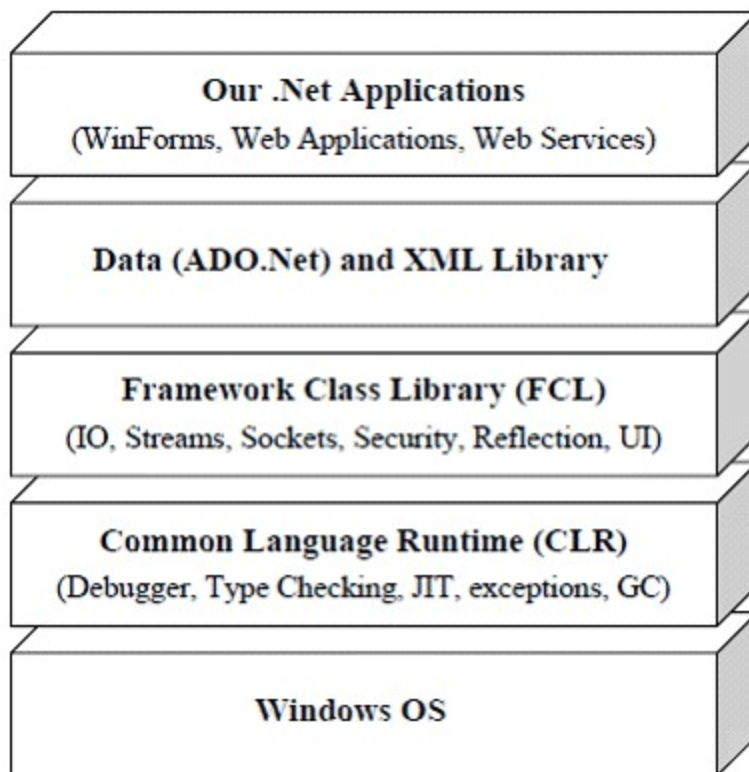 Our .Net Applications
(WinForms, Web Applications, Web Services)
Data (ADO.Net) and XML Library
Framework Class Library (FCL)
(IO, Streams, Sockets, Security, Reflection, UI)
Common Language Runtime (CLR)
(Debugger, Type Checking, JIT, exceptions, GC)
Windows OS